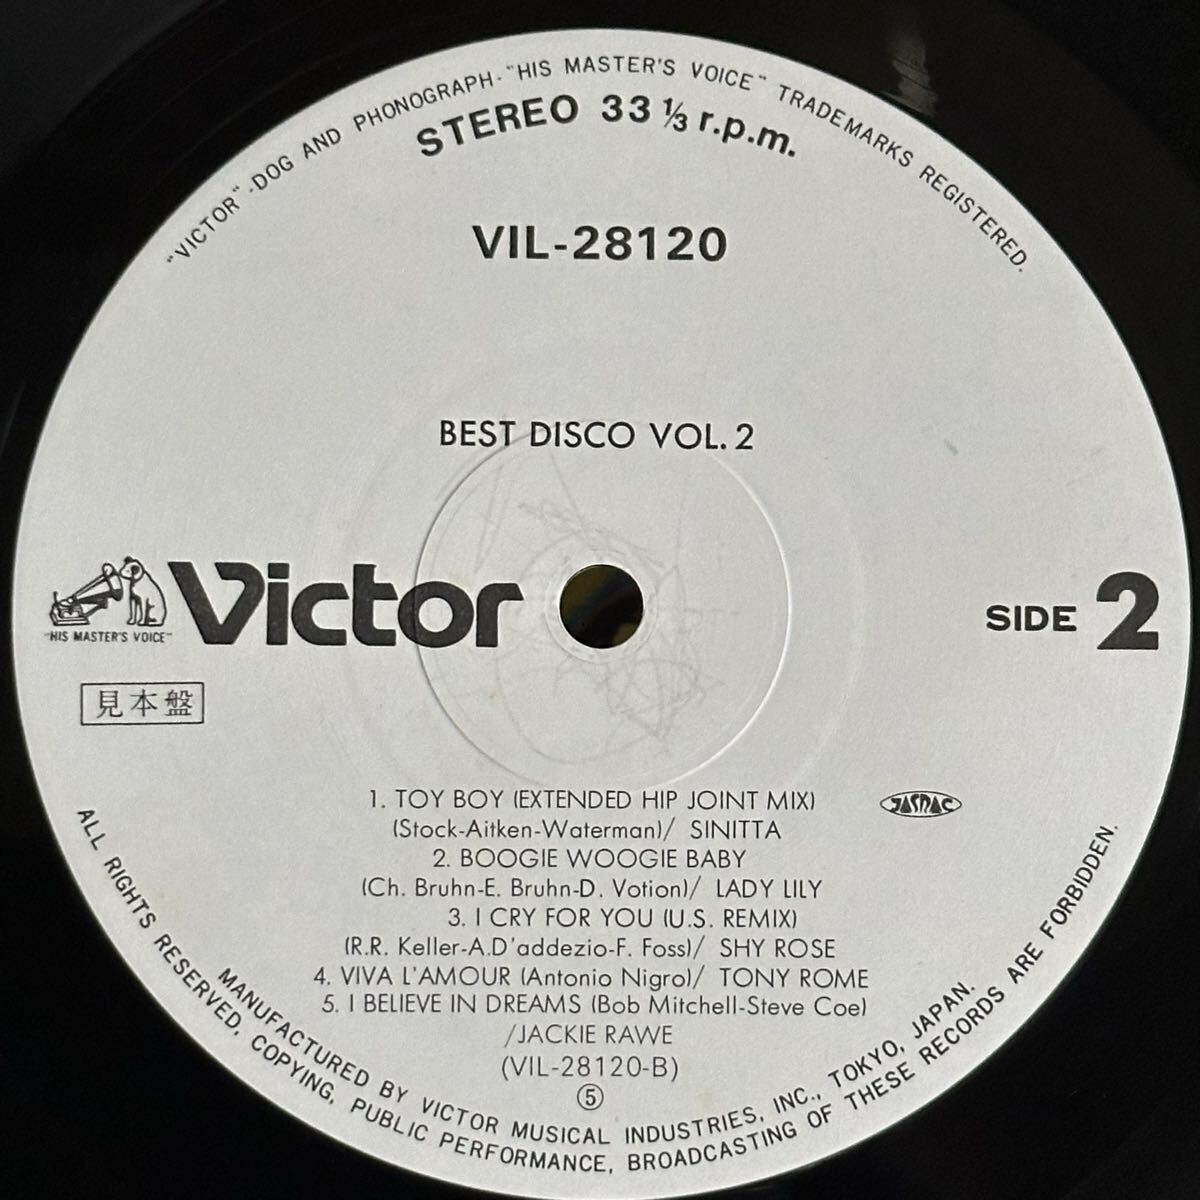 "VICTOR"-DOG AND PHONOGRAPH-"HIS MASTER'S VOICE" TRADEMARKS REGISTERED.
STEREO 33 ⅓ r.p.m.
VIL-28120
BEST DISCO VOL. 2
Victor
"HIS MASTER'S VOICE"
SIDE 2
見本盤
1. TOY BOY (EXTENDED HIP JOINT MIX)
(Stock-Aitken-Waterman)/ SINITTA
2. BOOGIE WOOGIE BABY
(Ch. Bruhn-E. Bruhn-D. Votion)/ LADY LILY
3. I CRY FOR YOU (U.S. REMIX)
(R.R. Keller-A.D'addezio-F. Foss)/ SHY ROSE
4. VIVA L'AMOUR (Antonio Nigro)/ TONY ROME
5. I BELIEVE IN DREAMS (Bob Mitchell-Steve Coe)
/JACKIE RAWE
(VIL-28120-B)
⑤
JASRAC
MANUFACTURED BY VICTOR MUSICAL INDUSTRIES, INC., TOKYO, JAPAN.
ALL RIGHTS RESERVED, COPYING, PUBLIC PERFORMANCE, BROADCASTING OF THESE RECORDS ARE FORBIDDEN.